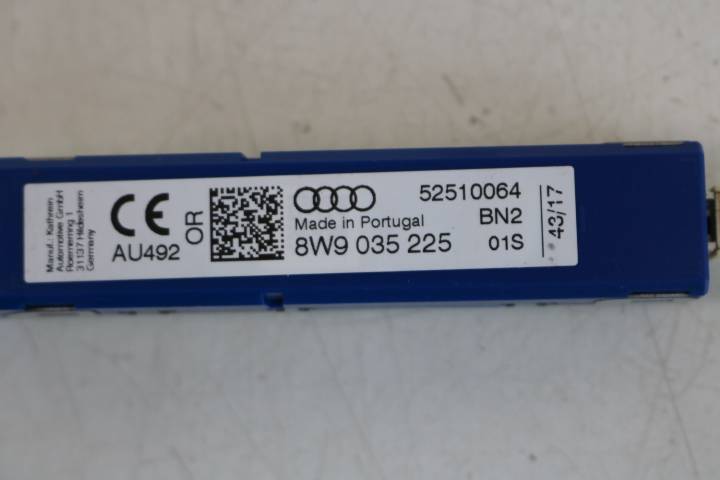 Manuf.: Kathrein
Automotive GmbH
Roemerring 1
31137 Hildesheim
Germany
CE
AU492
OR
Made in Portugal
8W9 035 225
52510064
BN2
01S
43/17